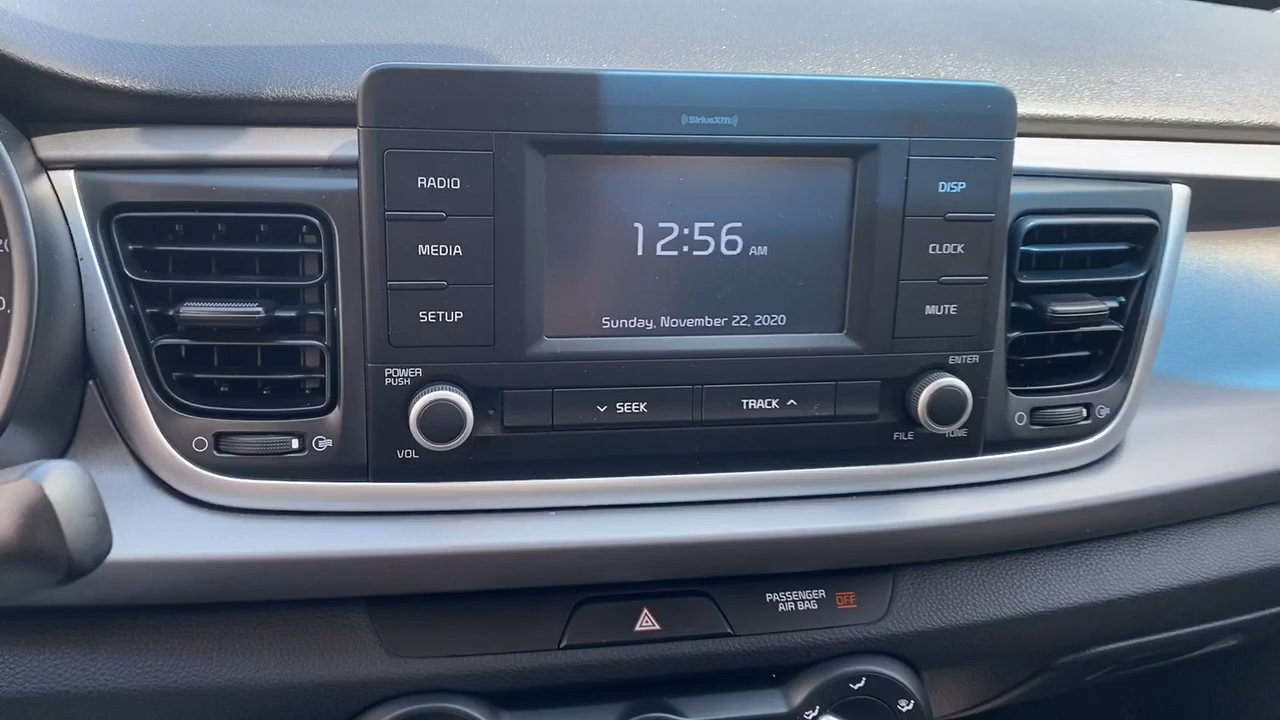 SiriusXM
RADIO
MEDIA
SETUP
12:56 AM
Sunday, November 22, 2020
DISP
CLOCK
MUTE
POWER
PUSH
VOL
SEEK
TRACK
ENTER
FILE
TUNE
PASSENGER
AIR BAG
OFF